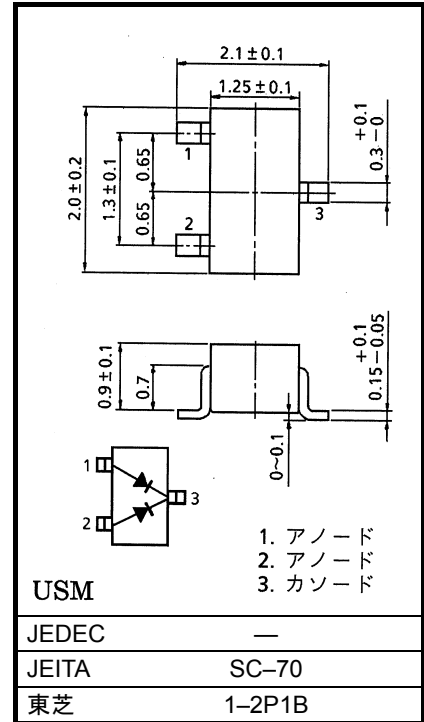 2.1±0.1
1.25±0.1
+0.1
0.3−0
2.0±0.2
1.3±0.1
0.65
0.65
1
2
3
0.9±0.1
0.7
+0.1
0.15−0.05
0~0.1
1
2
3
1. アノード
2. アノード
3. カソード
USM
JEDEC —
JEITA SC–70
東芝 1–2P1B